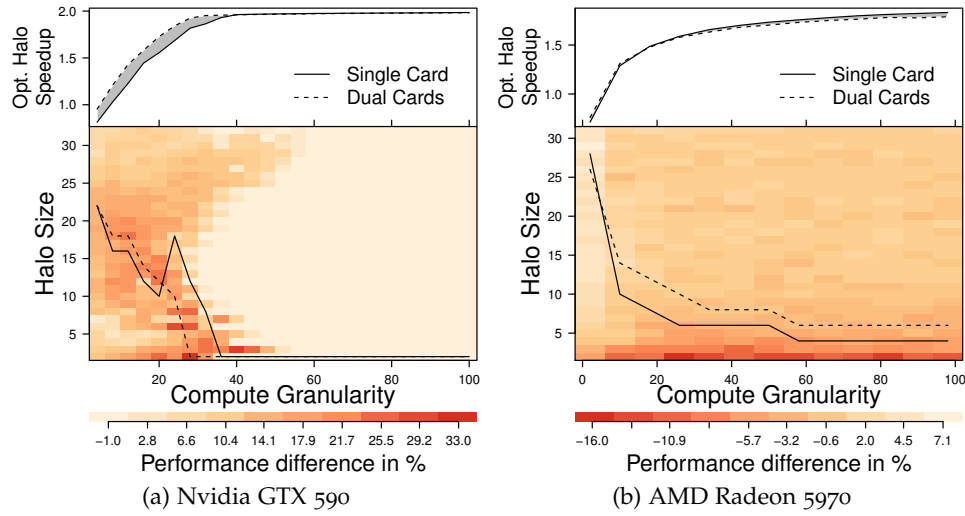 2.0
1.5
1.0
Opt. Halo
Speedup
Single Card
Dual Cards
30
25
20
15
10
5
Halo Size
20 40 60 80 100
Compute Granularity
−1.0 2.8 6.6 10.4 14.1 17.9 21.7 25.5 29.2 33.0
Performance difference in %
(a) Nvidia GTX 590
1.5
1.0
Opt. Halo
Speedup
Single Card
Dual Cards
30
25
20
15
10
5
Halo Size
0 20 40 60 80 100
Compute Granularity
−16.0 −10.9 −5.7 −3.2 −0.6 2.0 4.5 7.1
Performance difference in %
(b) AMD Radeon 5970